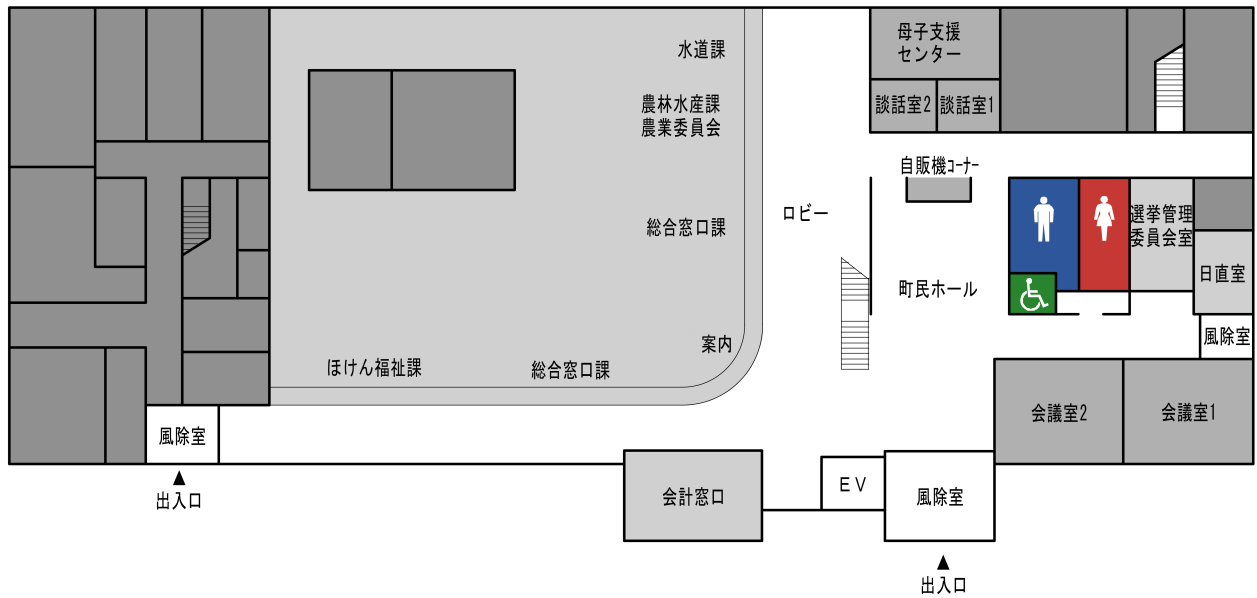 水道課
母子支援
センター
農林水産課
農業委員会
談話室2
談話室1
自販機コーナー
ロビー
総合窓口課
選挙管理
委員会室
日直室
町民ホール
風除室
案内
ほけん福祉課
総合窓口課
会議室2
会議室1
風除室
出入口
会計窓口
EV
風除室
出入口